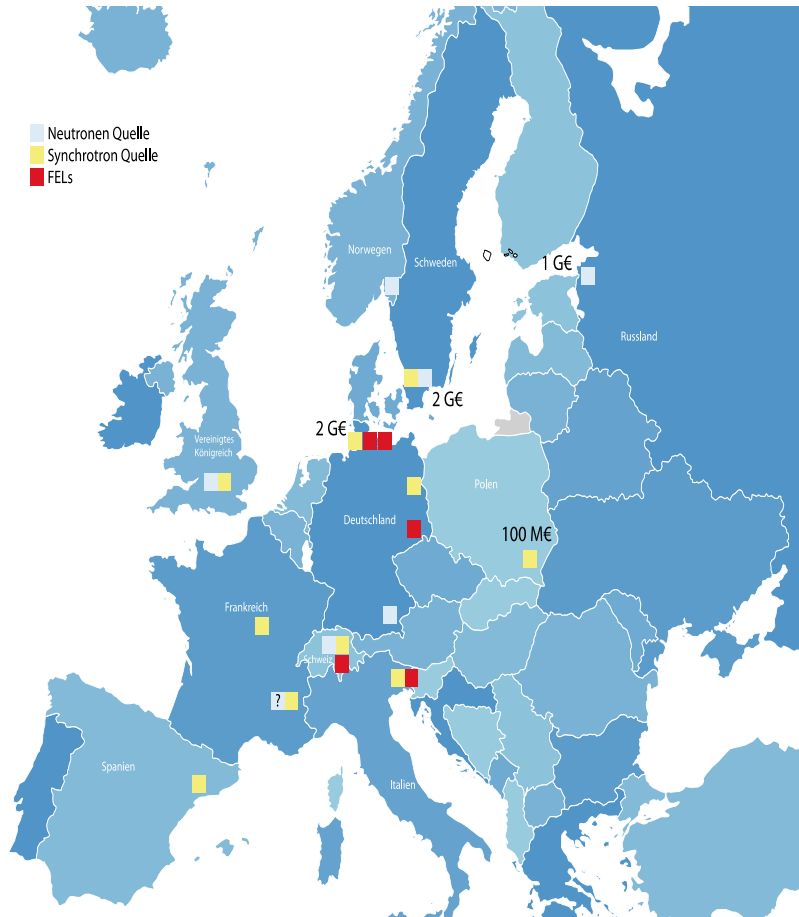 Neutronen Quelle
Synchrotron Quelle
FELs
Norwegen
Schweden
1 G€
Russland
2 G€
2 G€
Vereinigtes
Königreich
Polen
Deutschland
100 M€
Frankreich
Schweiz
?
Spanien
Italien